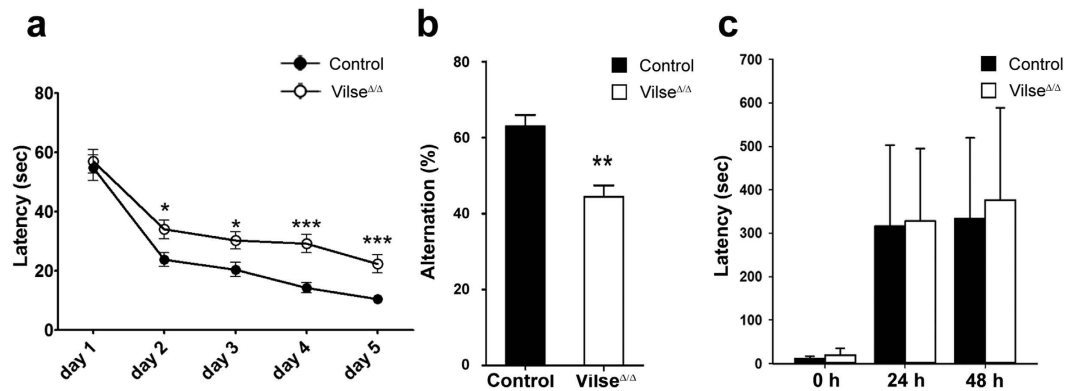 a
Control
Vilse^Δ/Δ
Latency (sec)
80
60
40
20
0
*
*
***
***
day 1
day 2
day 3
day 4
day 5
b
Control
Vilse^Δ/Δ
Alternation (%)
80
60
40
20
0
**
Control
Vilse^Δ/Δ
c
Control
Vilse^Δ/Δ
Latency (sec)
700
600
500
400
300
200
100
0
0 h
24 h
48 h